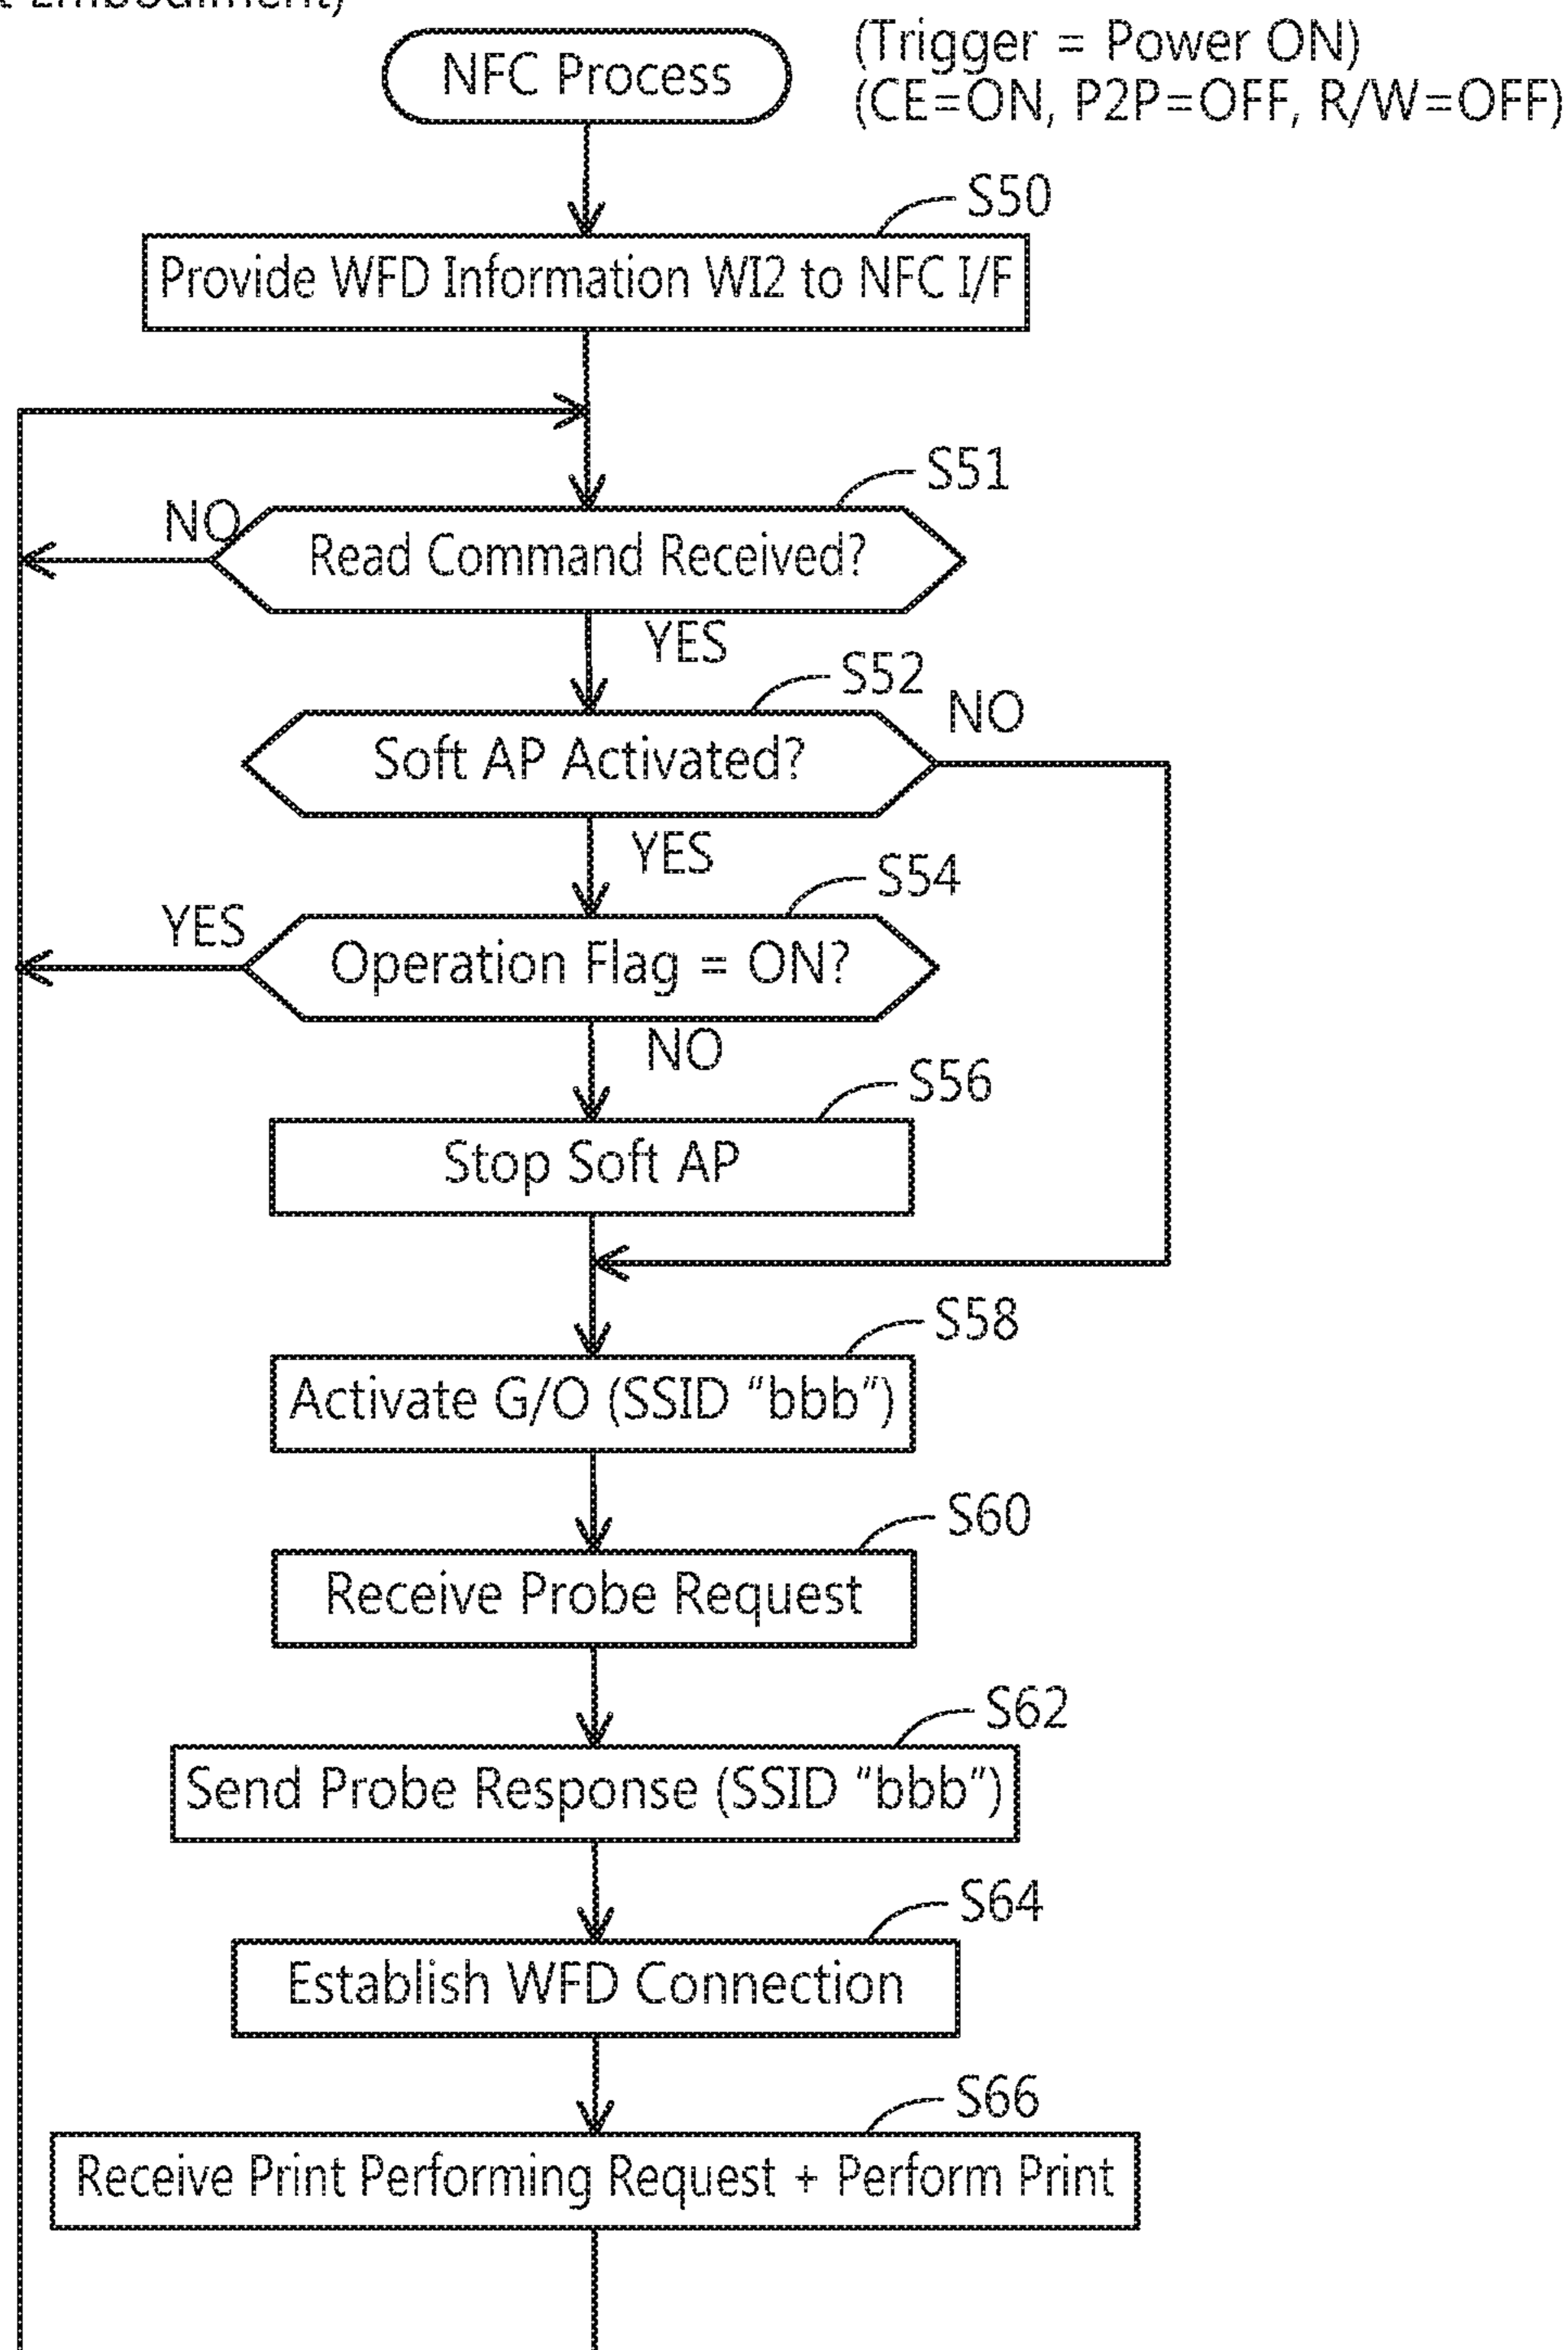 Embodiment)
NFC Process
(Trigger = Power ON)
(CE=ON, P2P=OFF, R/W=OFF)
S50
Provide WFD Information WI2 to NFC I/F
S51
NO
Read Command Received?
YES
S52
NO
Soft AP Activated?
YES
S54
YES
Operation Flag = ON?
NO
S56
Stop Soft AP
S58
Activate G/O (SSID “bbb”)
S60
Receive Probe Request
S62
Send Probe Response (SSID “bbb”)
S64
Establish WFD Connection
S66
Receive Print Performing Request + Perform Print